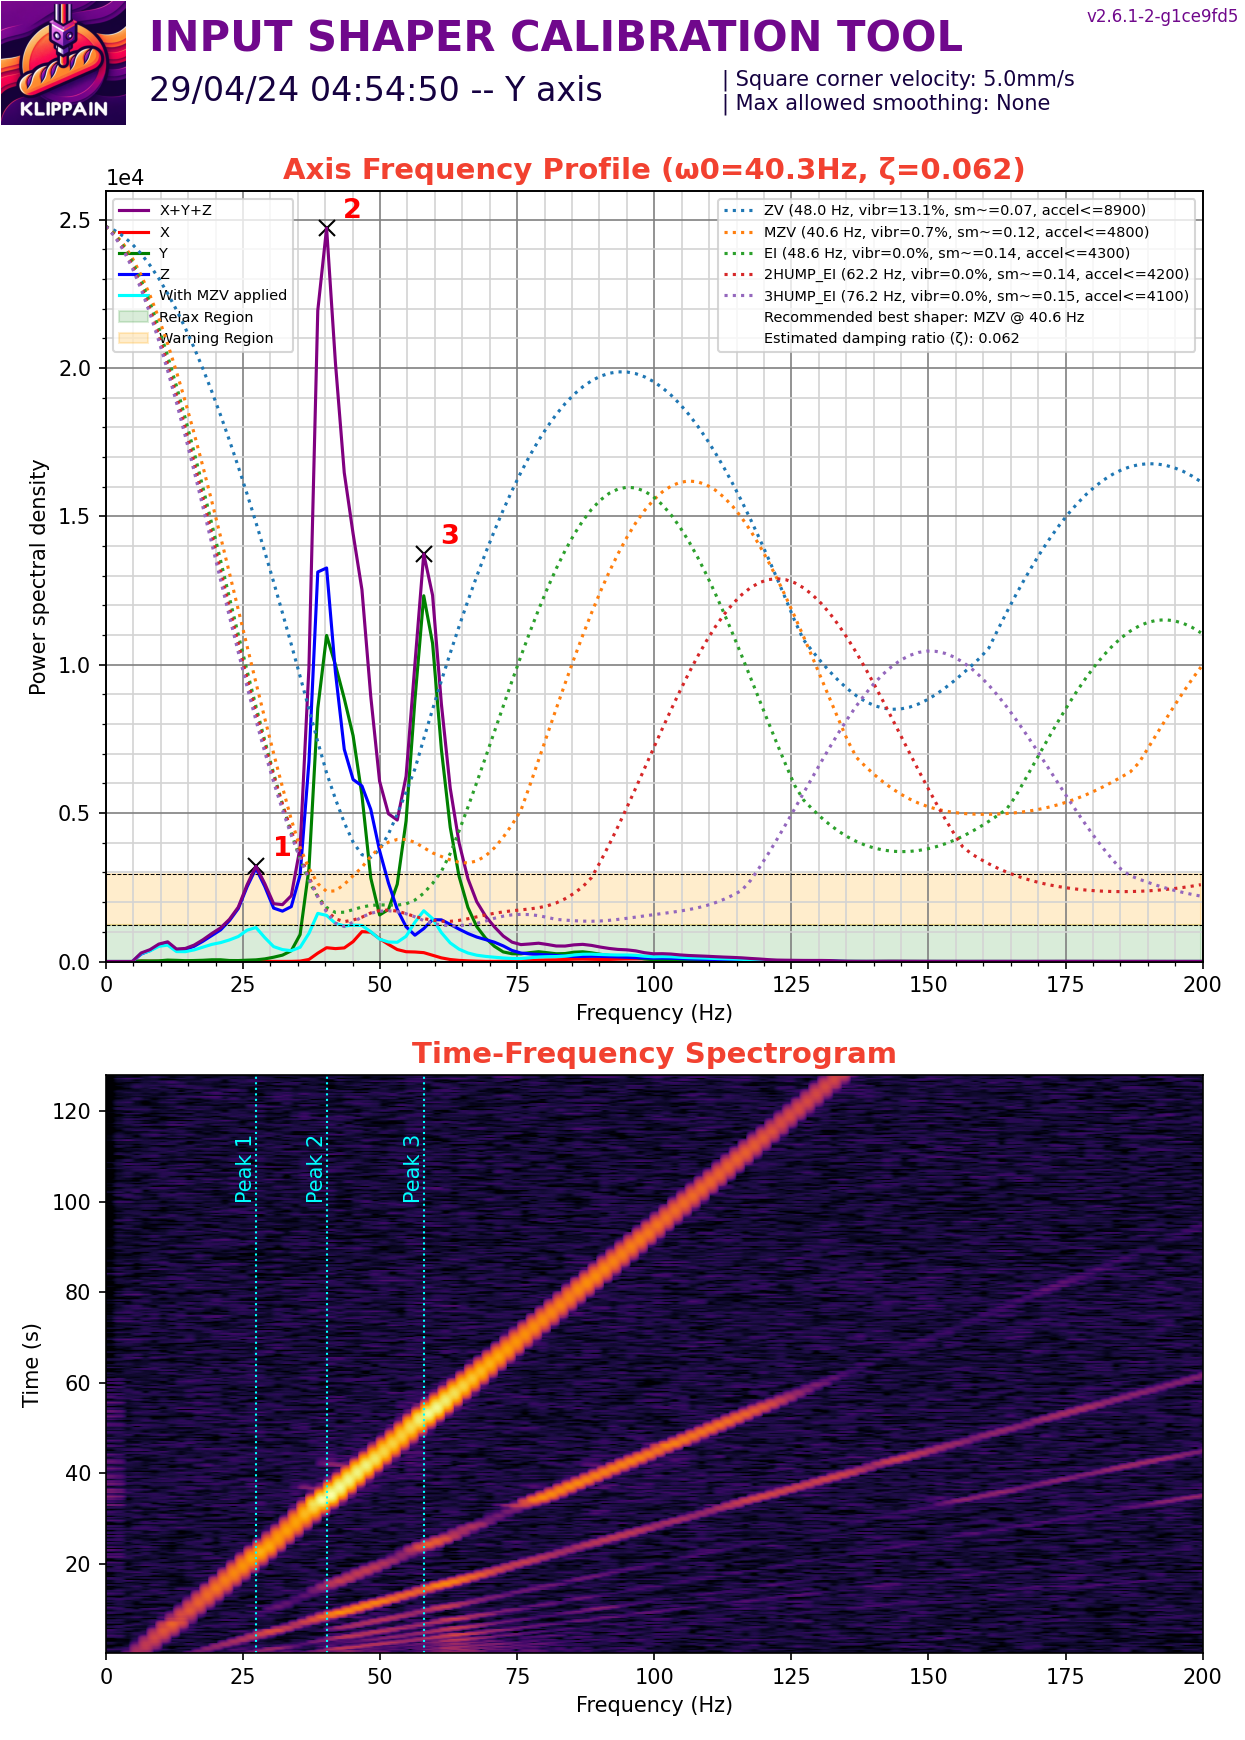 v2.6.1-2-g1ce9fd5
INPUT SHAPER CALIBRATION TOOL
29/04/24 04:54:50 -- Y axis
| Square corner velocity: 5.0mm/s
| Max allowed smoothing: None
KLIPPAIN
Axis Frequency Profile (ω0=40.3Hz, ζ=0.062)
1e4
X+Y+Z
X
Y
Z
With MZV applied
Relax Region
Warning Region
ZV (48.0 Hz, vibr=13.1%, sm~=0.07, accel<=8900)
MZV (40.6 Hz, vibr=0.7%, sm~=0.12, accel<=4800)
EI (48.6 Hz, vibr=0.0%, sm~=0.14, accel<=4300)
2HUMP_EI (62.2 Hz, vibr=0.0%, sm~=0.14, accel<=4200)
3HUMP_EI (76.2 Hz, vibr=0.0%, sm~=0.15, accel<=4100)
Recommended best shaper: MZV @ 40.6 Hz
Estimated damping ratio (ζ): 0.062
2
3
1
2.5
2.0
1.5
1.0
0.5
0.0
Power spectral density
0 25 50 75 100 125 150 175 200
Frequency (Hz)
Time-Frequency Spectrogram
Peak 1
Peak 2
Peak 3
120
100
80
60
40
20
Time (s)
0 25 50 75 100 125 150 175 200
Frequency (Hz)